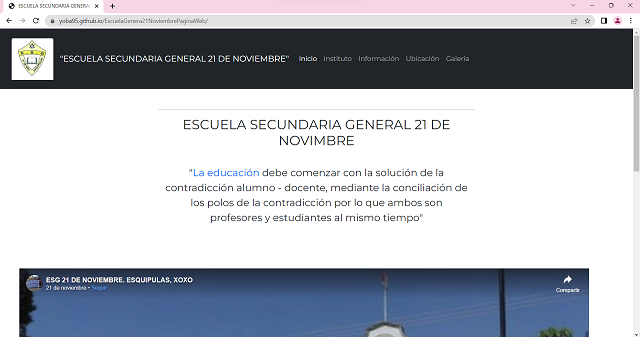 ESCUELA SECUNDARIA GENERAL
yoba95.github.io/EscuelaGenera21NoviembrePaginaWeb/
"ESCUELA SECUNDARIA GENERAL 21 DE NOVIEMBRE" Inicio Instituto Información Ubicación Galeria
ESCUELA SECUNDARIA GENERAL 21 DE
NOVIMBRE
"La educación debe comenzar con la solución de la
contradicción alumno - docente, mediante la conciliación de
los polos de la contradicción por lo que ambos son
profesores y estudiantes al mismo tiempo"
ESG 21 DE NOVIEMBRE, ESQUIPULAS, XOXO
21 de noviembre • Seguir
Compartir